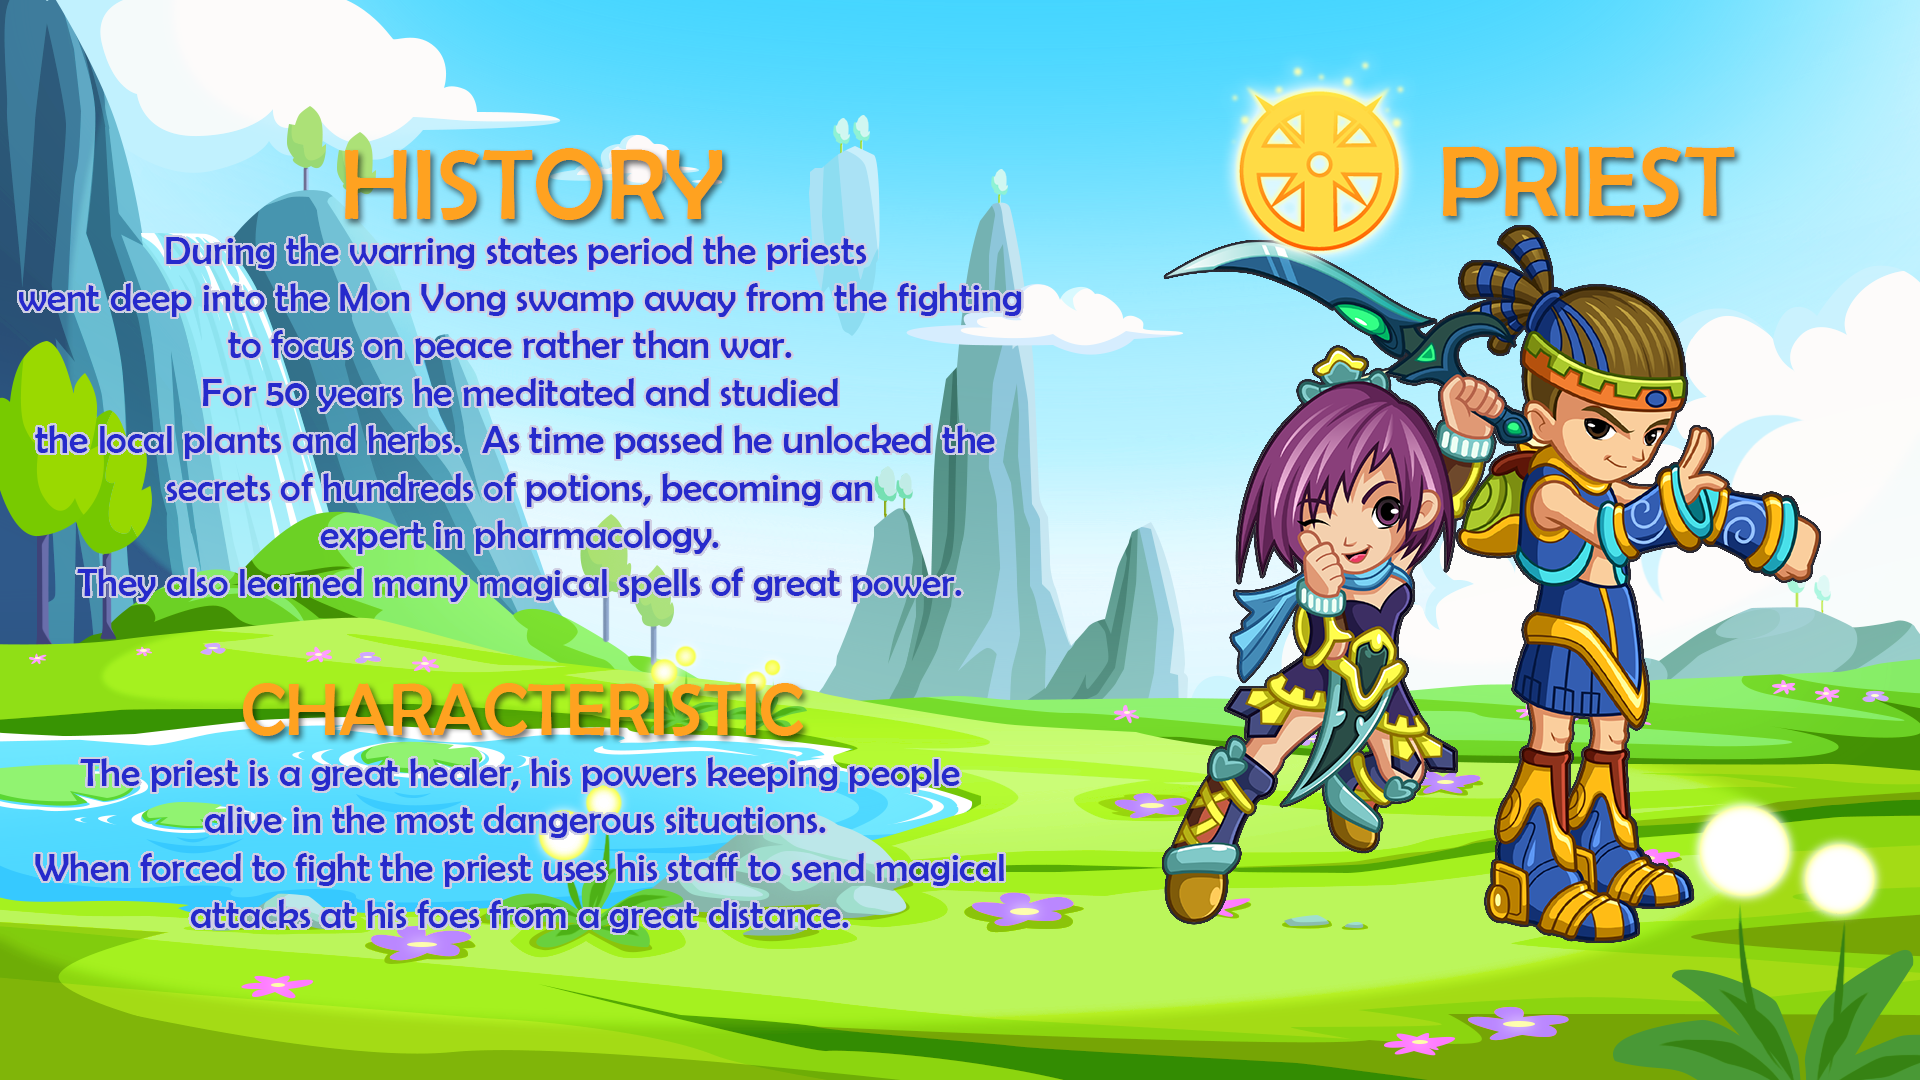 HISTORY
During the warring states period the priests
went deep into the Mon Vong swamp away from the fighting
to focus on peace rather than war.
For 50 years he meditated and studied
the local plants and herbs.  As time passed he unlocked the
secrets of hundreds of potions, becoming an
expert in pharmacology.
They also learned many magical spells of great power.
CHARACTERISTIC
The priest is a great healer, his powers keeping people
alive in the most dangerous situations.
When forced to fight the priest uses his staff to send magical
attacks at his foes from a great distance.
PRIEST